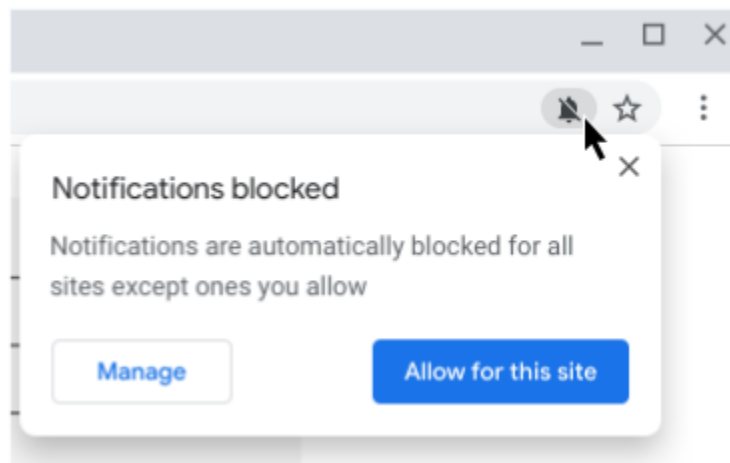 Notifications blocked
Notifications are automatically blocked for all
sites except ones you allow
Manage
Allow for this site